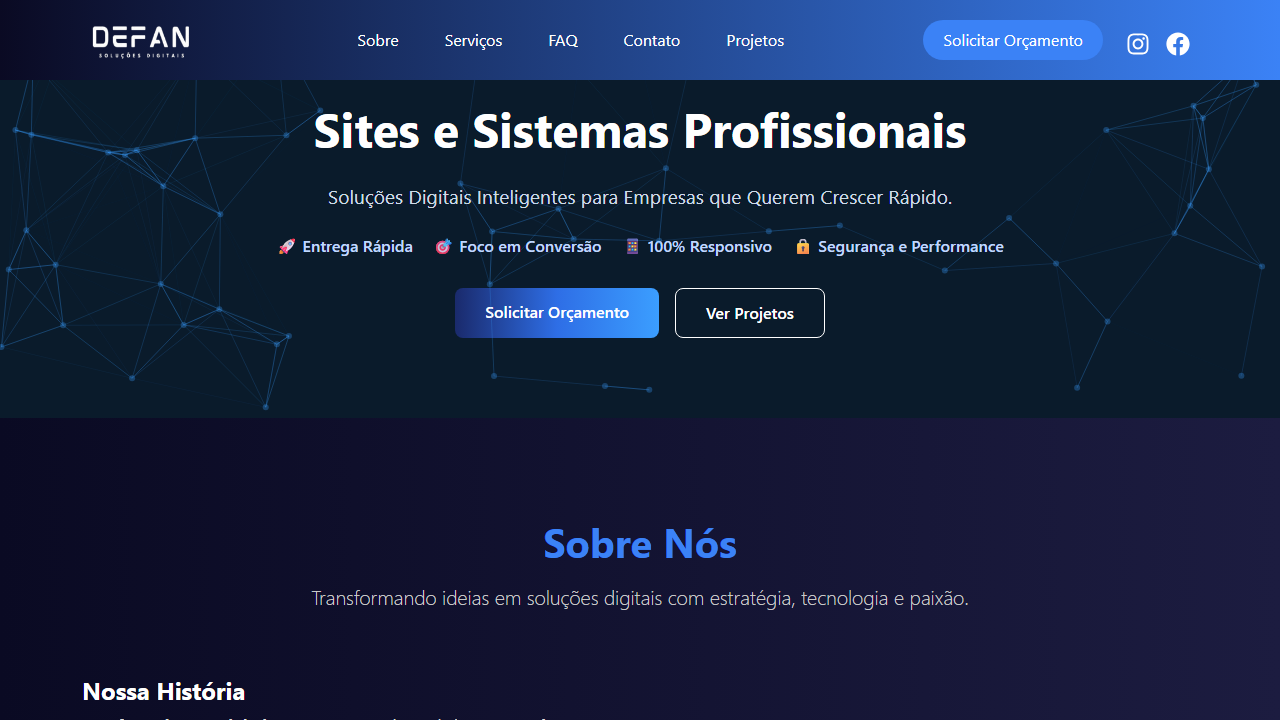 DEFAN
SOLUÇÕES DIGITAIS
Sobre Serviços FAQ Contato Projetos Solicitar Orçamento
Sites e Sistemas Profissionais
Soluções Digitais Inteligentes para Empresas que Querem Crescer Rápido.
🚀 Entrega Rápida 🎯 Foco em Conversão 📱 100% Responsivo 🔒 Segurança e Performance
Solicitar Orçamento Ver Projetos
Sobre Nós
Transformando ideias em soluções digitais com estratégia, tecnologia e paixão.
Nossa História